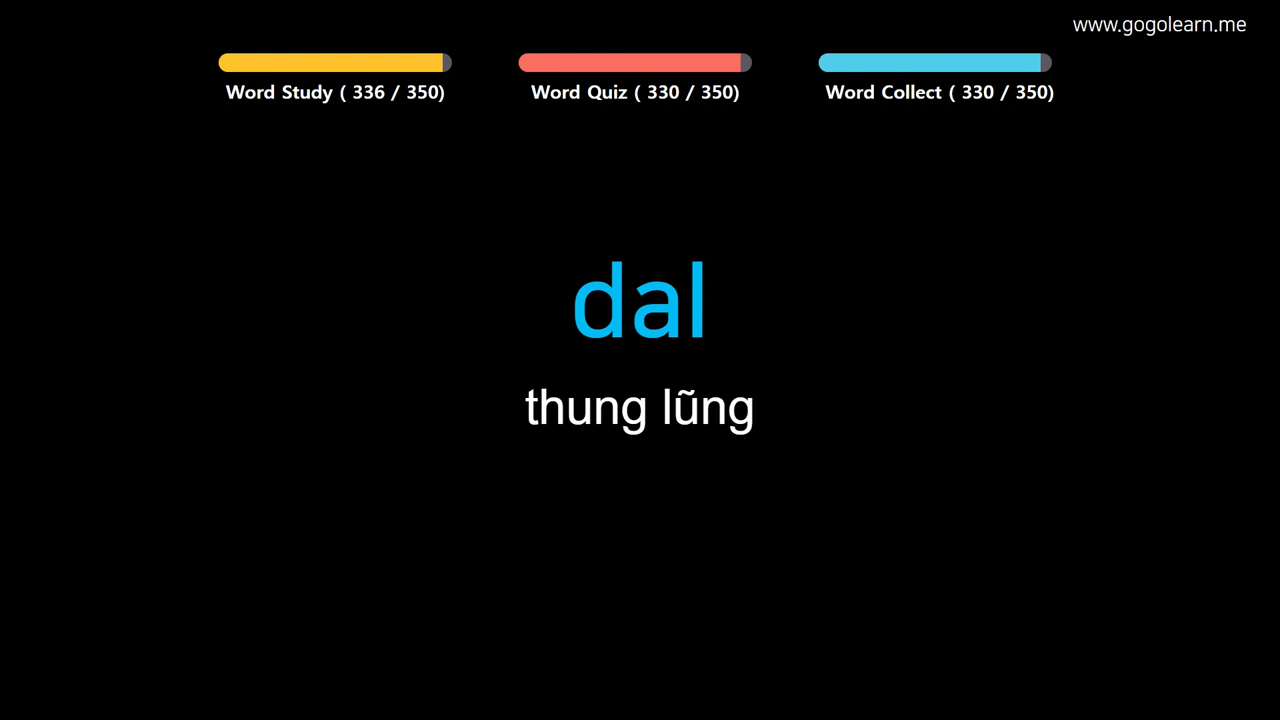 www.gogolearn.me
Word Study ( 336 / 350)
Word Quiz ( 330 / 350)
Word Collect ( 330 / 350)
dal
thung lũng